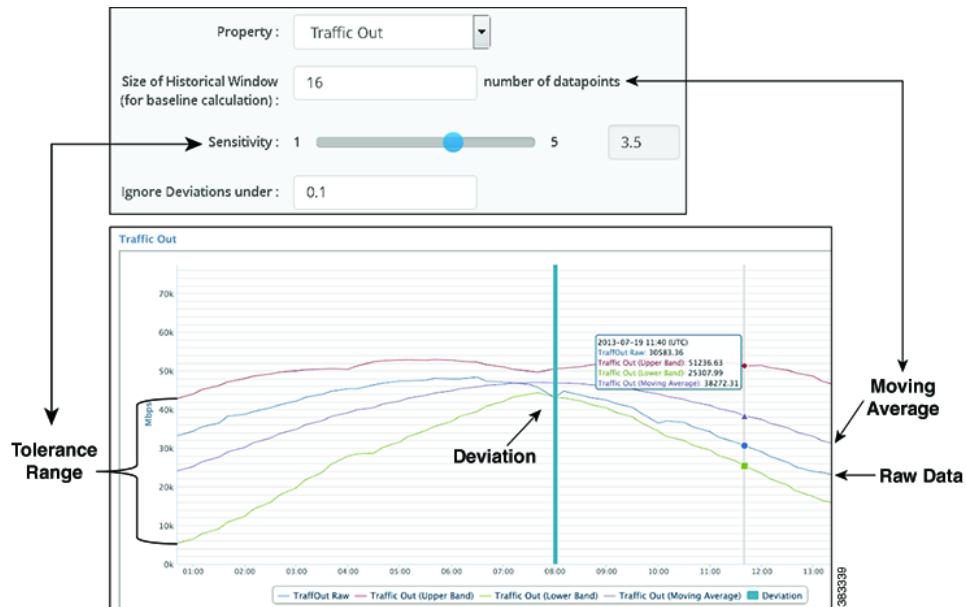 Property :
Traffic Out
Size of Historical Window
(for baseline calculation) :
16
number of datapoints
Sensitivity :
1
5
3.5
Ignore Deviations under :
0.1
Traffic Out
70k
60k
50k
40k
30k
20k
10k
0k
Mbps
2013-07-19 11:40 (UTC)
TraffOut Raw: 30583.36
Traffic Out (Upper Band): 51236.63
Traffic Out (Lower Band): 25307.99
Traffic Out (Moving Average): 38272.31
Moving
Average
Tolerance
Range
Deviation
Raw Data
01:00 02:00 03:00 04:00 05:00 06:00 07:00 08:00 09:00 10:00 11:00 12:00 13:00
TraffOut Raw Traffic Out (Upper Band) Traffic Out (Lower Band) Traffic Out (Moving Average) Deviation
383339